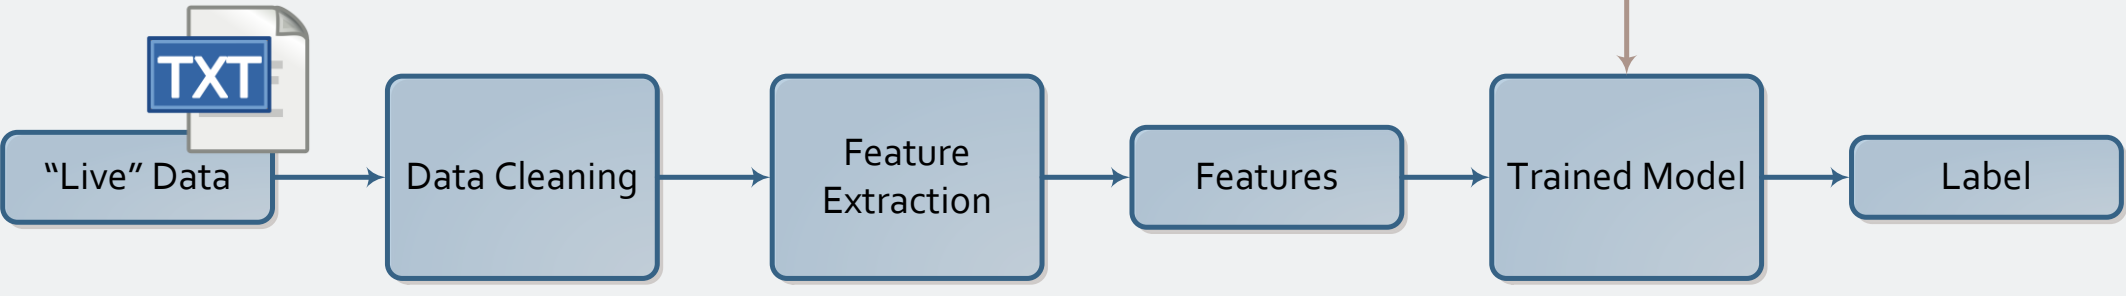 TXT
“Live” Data
Data Cleaning
Feature
Extraction
Features
Trained Model
Label